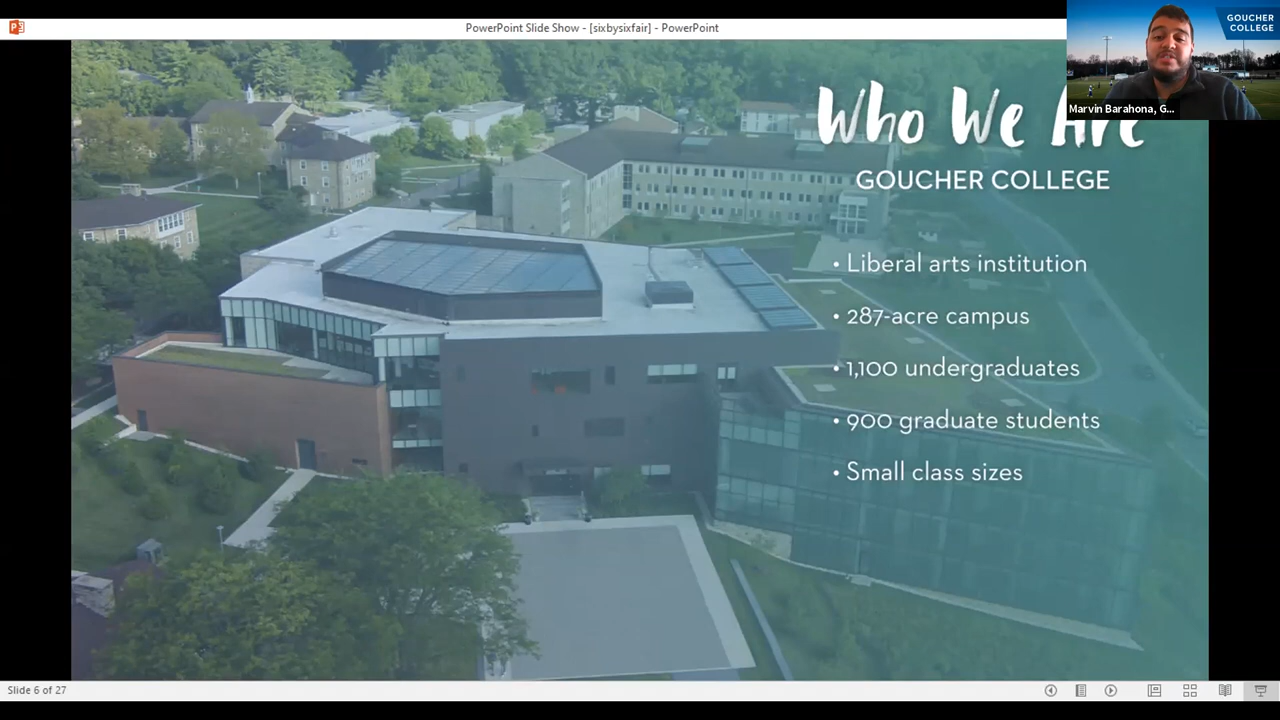 PowerPoint Slide Show - [sixbysixfair] - PowerPoint
GOUCHER
COLLEGE
Marvin Barahona, G...
Who We Are
GOUCHER COLLEGE
• Liberal arts institution
• 287-acre campus
• 1,100 undergraduates
• 900 graduate students
• Small class sizes
Slide 6 of 27